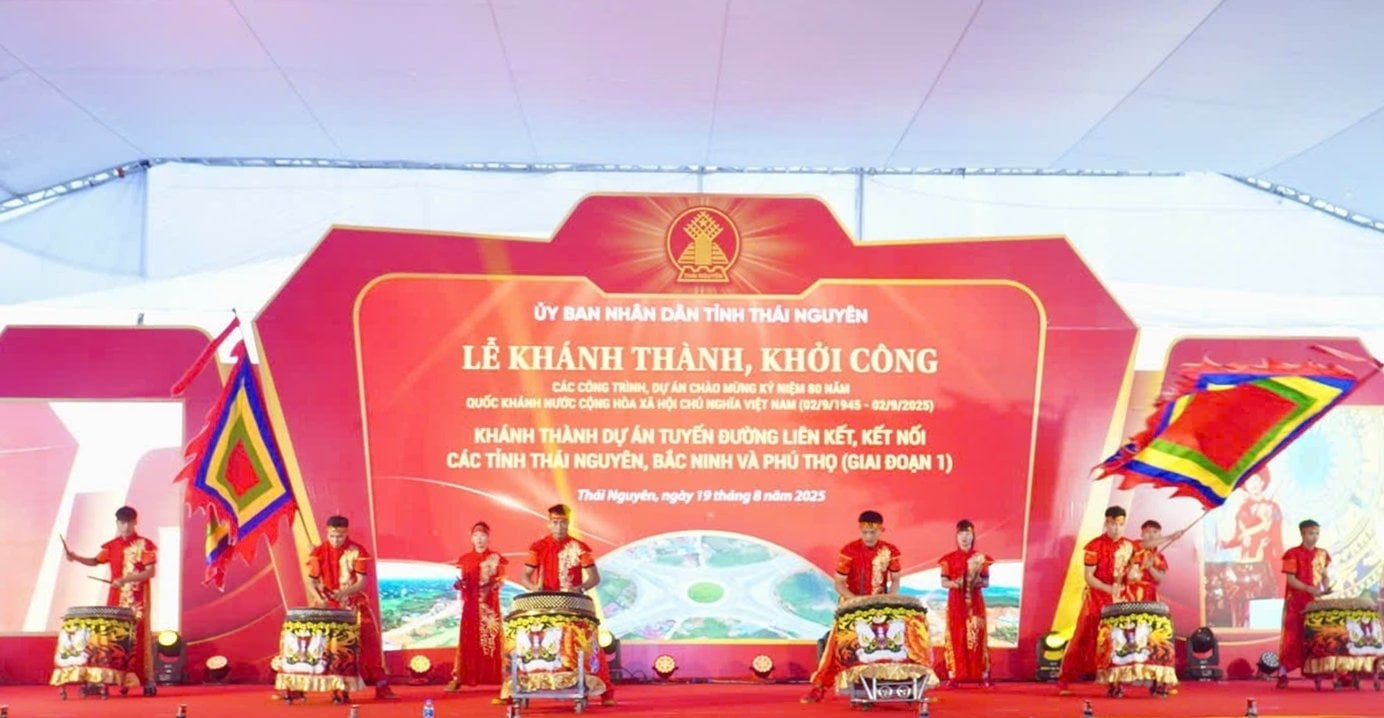 THÁI NGUYÊN
ỦY BAN NHÂN DÂN TỈNH THÁI NGUYÊN
LỄ KHÁNH THÀNH, KHỞI CÔNG
CÁC CÔNG TRÌNH, DỰ ÁN CHÀO MỪNG KỶ NIỆM 80 NĂM
QUỐC KHÁNH NƯỚC CỘNG HÒA XÃ HỘI CHỦ NGHĨA VIỆT NAM (02/9/1945 - 02/9/2025)
KHÁNH THÀNH DỰ ÁN TUYẾN ĐƯỜNG LIÊN KẾT, KẾT NỐI
CÁC TỈNH THÁI NGUYÊN, BẮC NINH VÀ PHÚ THỌ (GIAI ĐOẠN 1)
Thái Nguyên, ngày 19 tháng 8 năm 2025